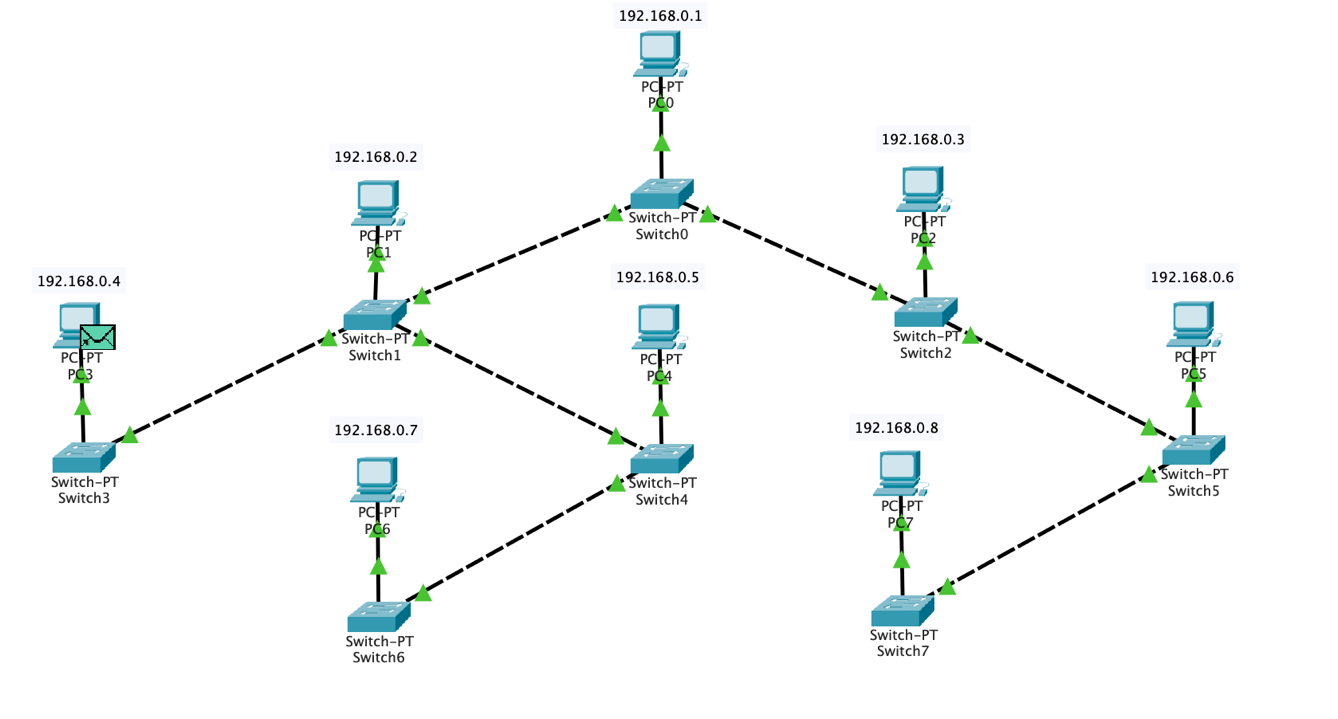 192.168.0.1
PC-PT
PC0
192.168.0.3
192.168.0.2
PC-PT
PC2
Switch-PT
Switch0
PC-PT
PC1
192.168.0.4
192.168.0.5
192.168.0.6
Switch-PT
Switch1
Switch-PT
Switch2
PC-PT
PC3
PC-PT
PC4
PC-PT
PC5
192.168.0.7
192.168.0.8
Switch-PT
Switch3
Switch-PT
Switch4
Switch-PT
Switch5
PC-PT
PC6
PC-PT
PC7
Switch-PT
Switch6
Switch-PT
Switch7